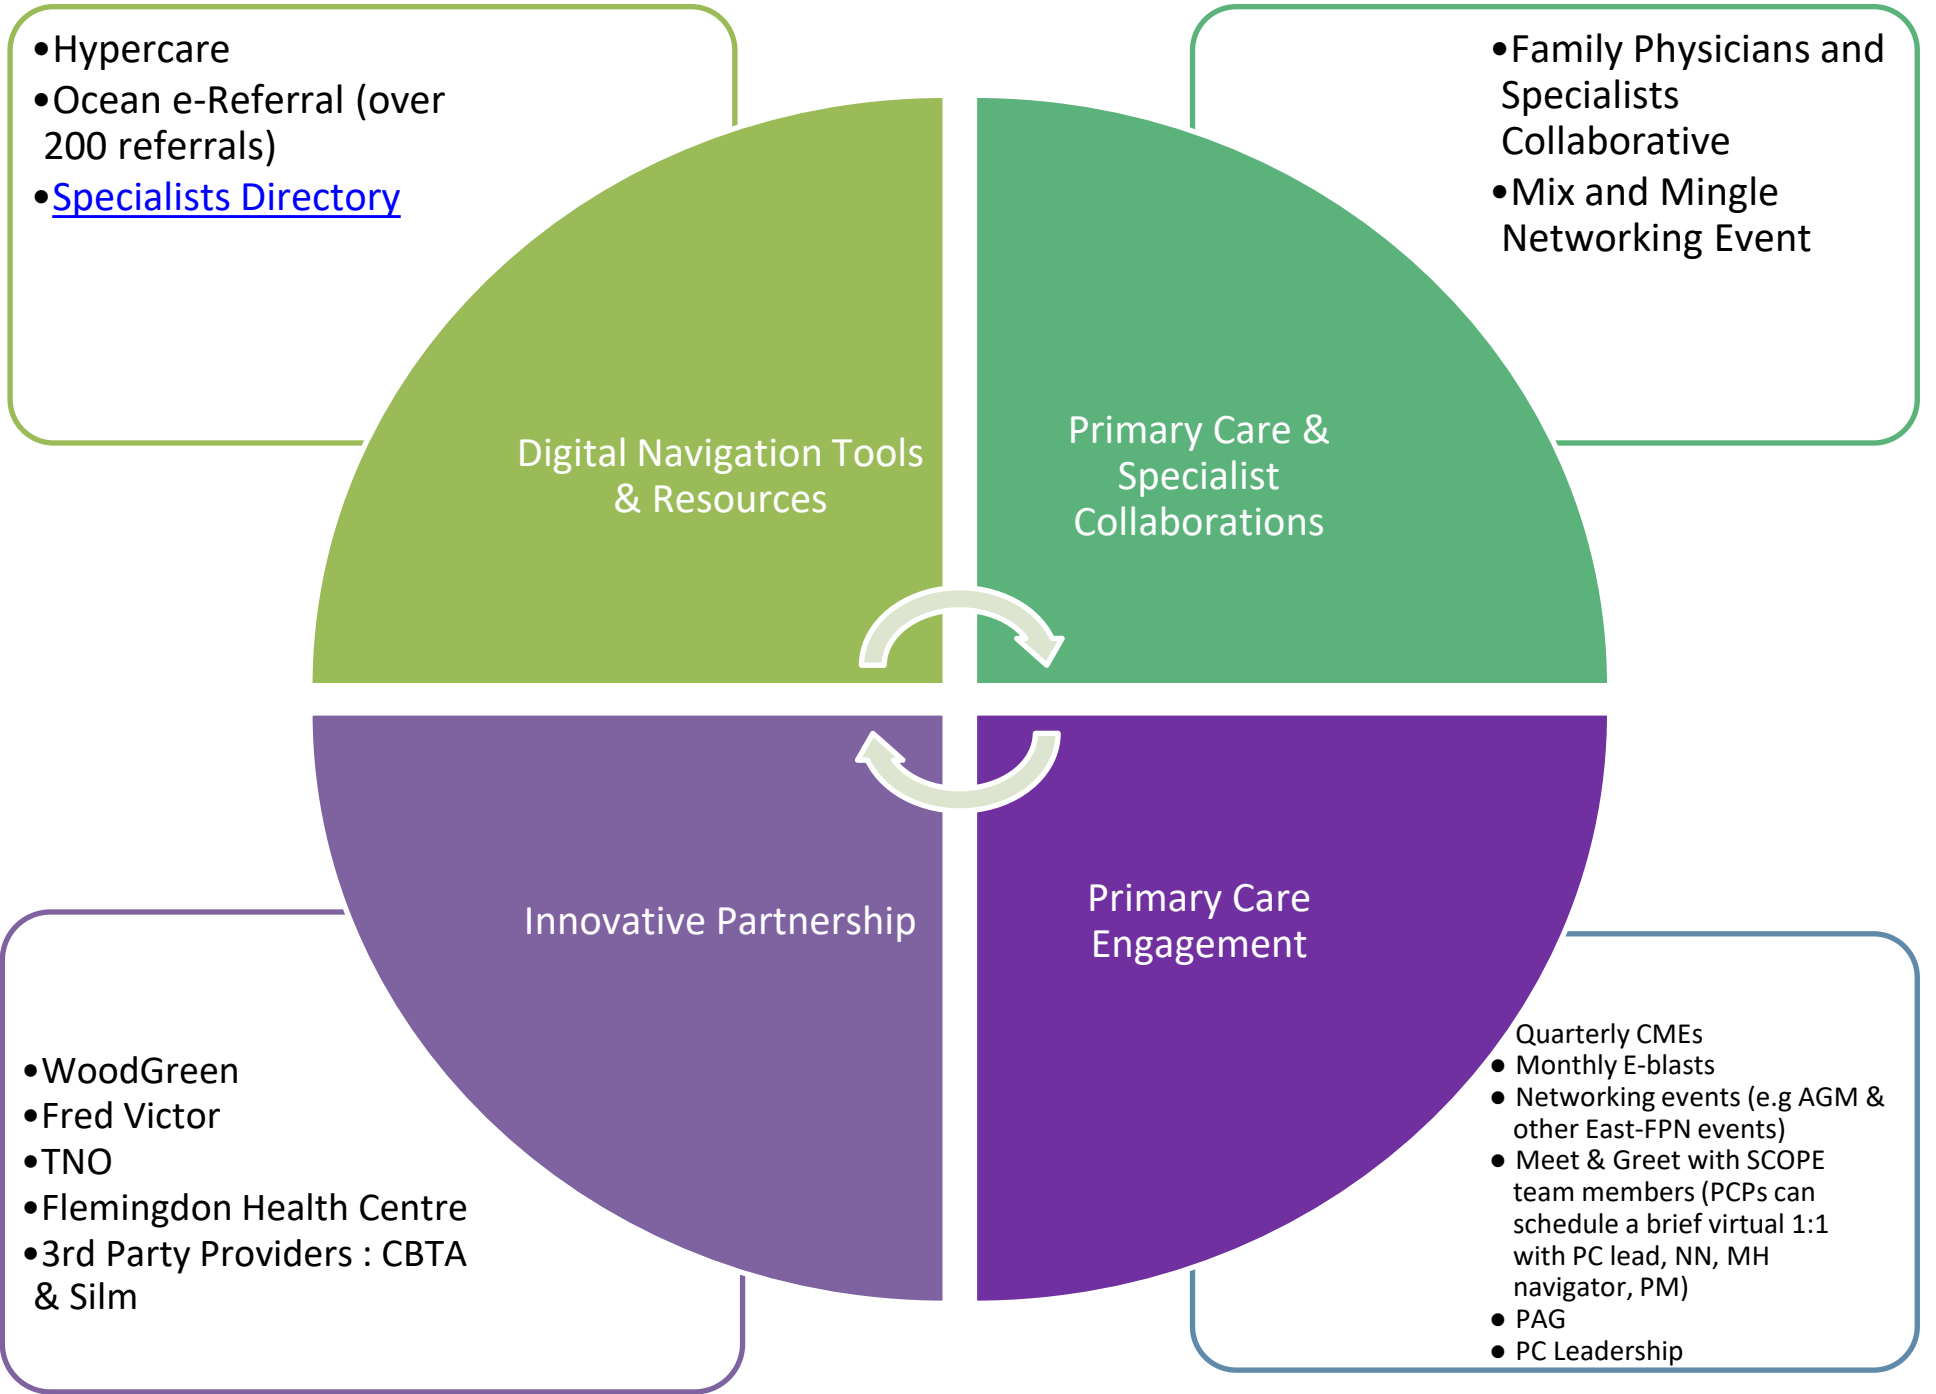 •Hypercare
•Ocean e-Referral (over
200 referrals)
•Specialists Directory
•Family Physicians and
Specialists
Collaborative
•Mix and Mingle
Networking Event
Digital Navigation Tools
& Resources
Primary Care &
Specialist
Collaborations
Innovative Partnership
Primary Care
Engagement
•WoodGreen
•Fred Victor
•TNO
•Flemingdon Health Centre
•3rd Party Providers : CBTA
& Silm
Quarterly CMEs
● Monthly E-blasts
● Networking events (e.g AGM &
other East-FPN events)
● Meet & Greet with SCOPE
team members (PCPs can
schedule a brief virtual 1:1
with PC lead, NN, MH
navigator, PM)
● PAG
● PC Leadership